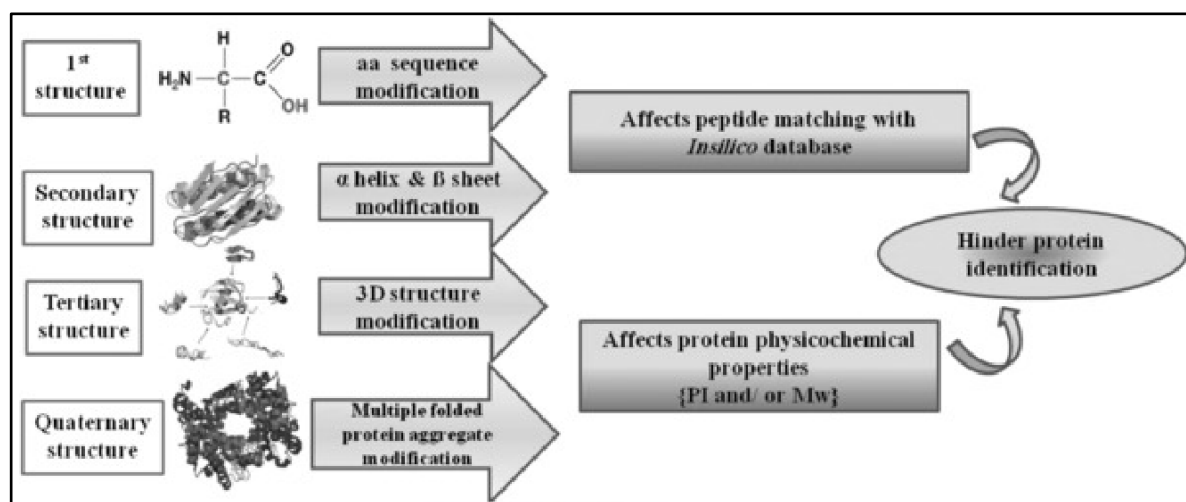 1st
structure
H
O
H₂N
C
C
OH
R
aa sequence
modification
Secondary
structure
α helix & ß sheet
modification
Tertiary
structure
3D structure
modification
Quaternary
structure
Multiple folded
protein aggregate
modification
Affects peptide matching with
Insilico database
Affects protein physicochemical
properties
{PI and/ or Mw}
Hinder protein
identification